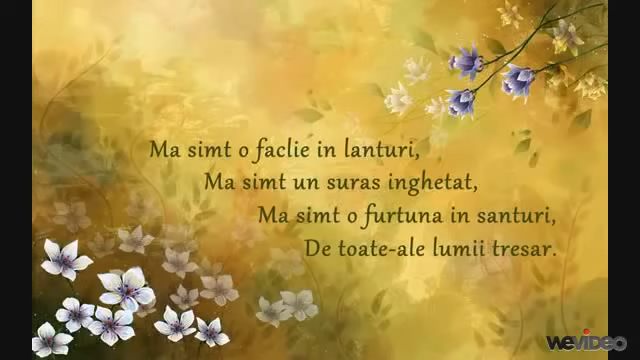 Ma simt o faclie in lanturi,
Ma simt un suras inghetat,
Ma simt o furtuna in santuri,
De toate-ale lumii tresar.
WEVIDEO